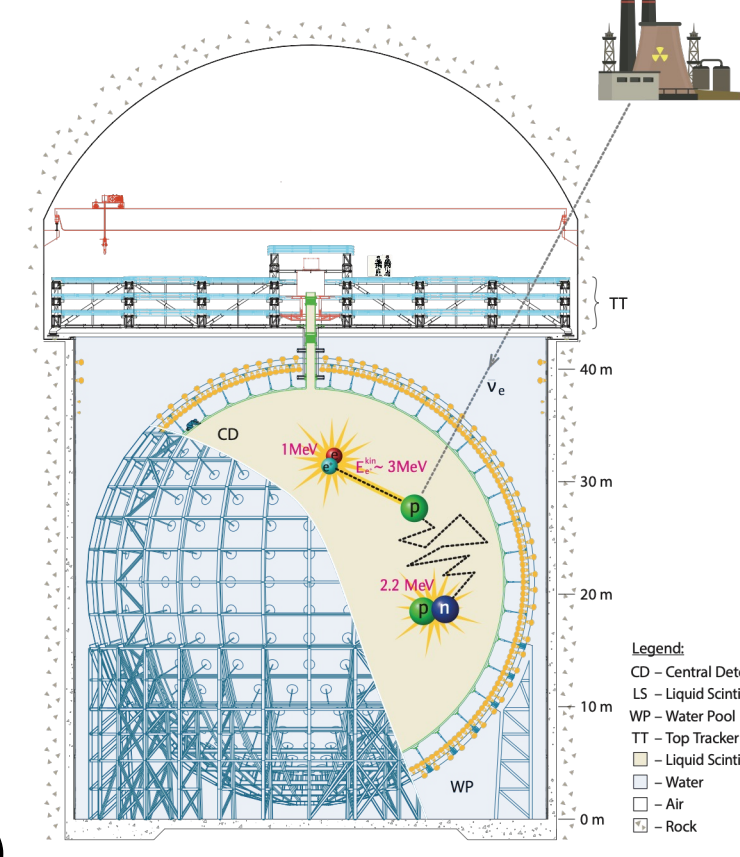 TT
40 m
νe
CD
1MeV
e⁻
e⁺
E e⁺ kin ~ 3MeV
p
30 m
2.2 MeV
p n
20 m
Legend:
CD – Central Dete
LS – Liquid Scinti
WP – Water Pool
TT – Top Tracker
– Liquid Scinti
– Water
– Air
– Rock
10 m
WP
0 m